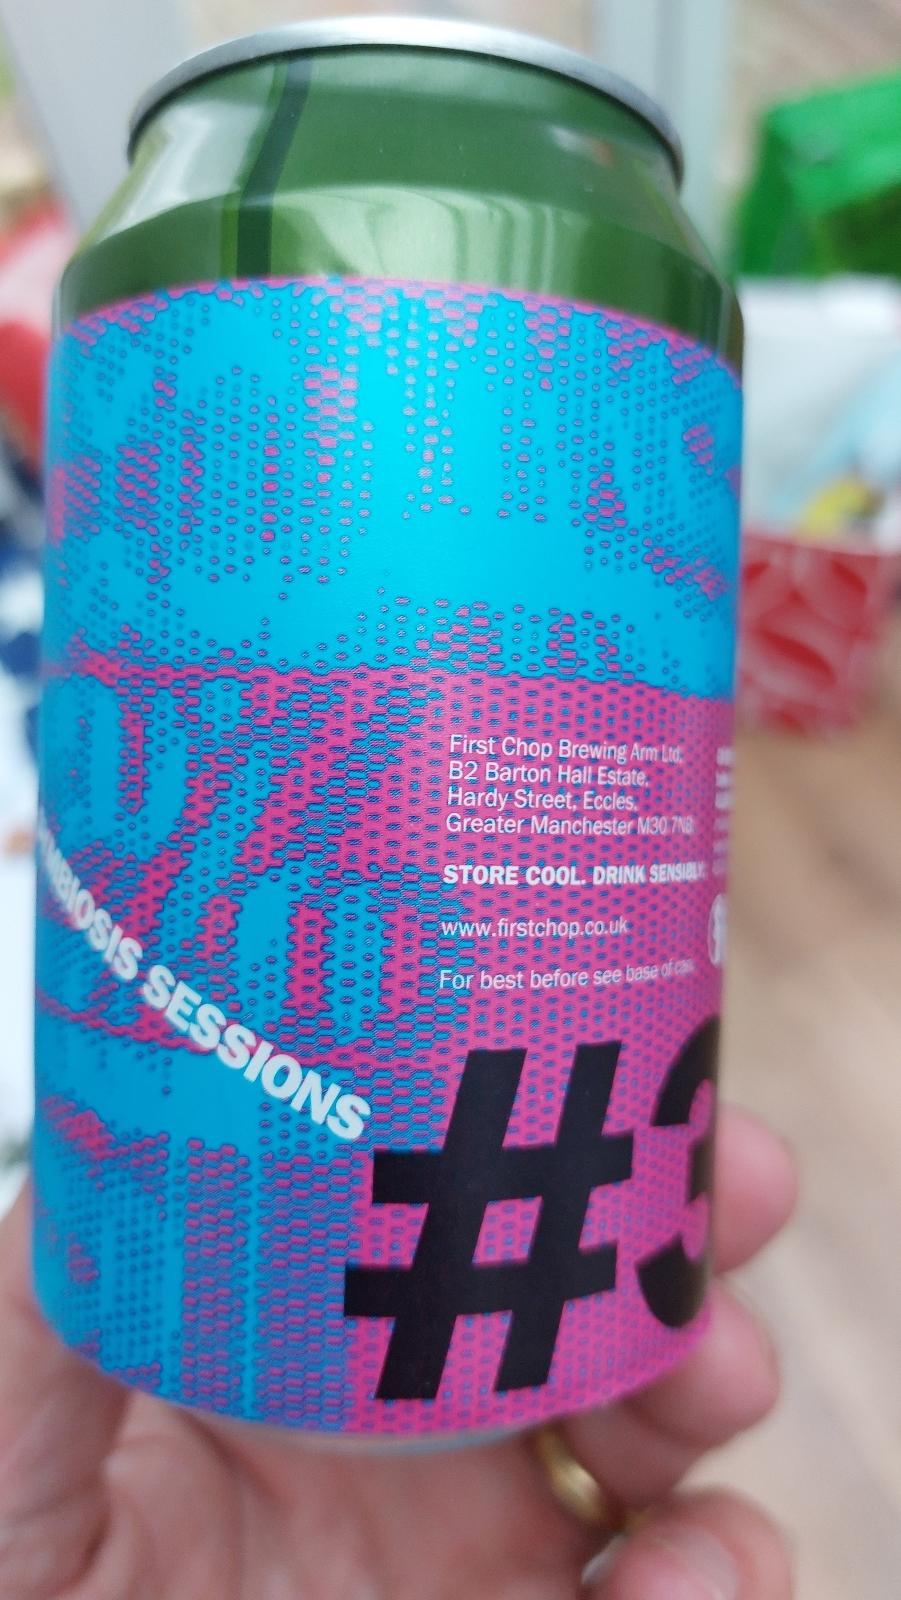 First Chop Brewing Arm Ltd,
B2 Barton Hall Estate,
Hardy Street, Eccles,
Greater Manchester M30 7NB
STORE COOL. DRINK SENSIBLY.
www.firstchop.co.uk
For best before see base of can.
SYMBIOSIS SESSIONS
#3